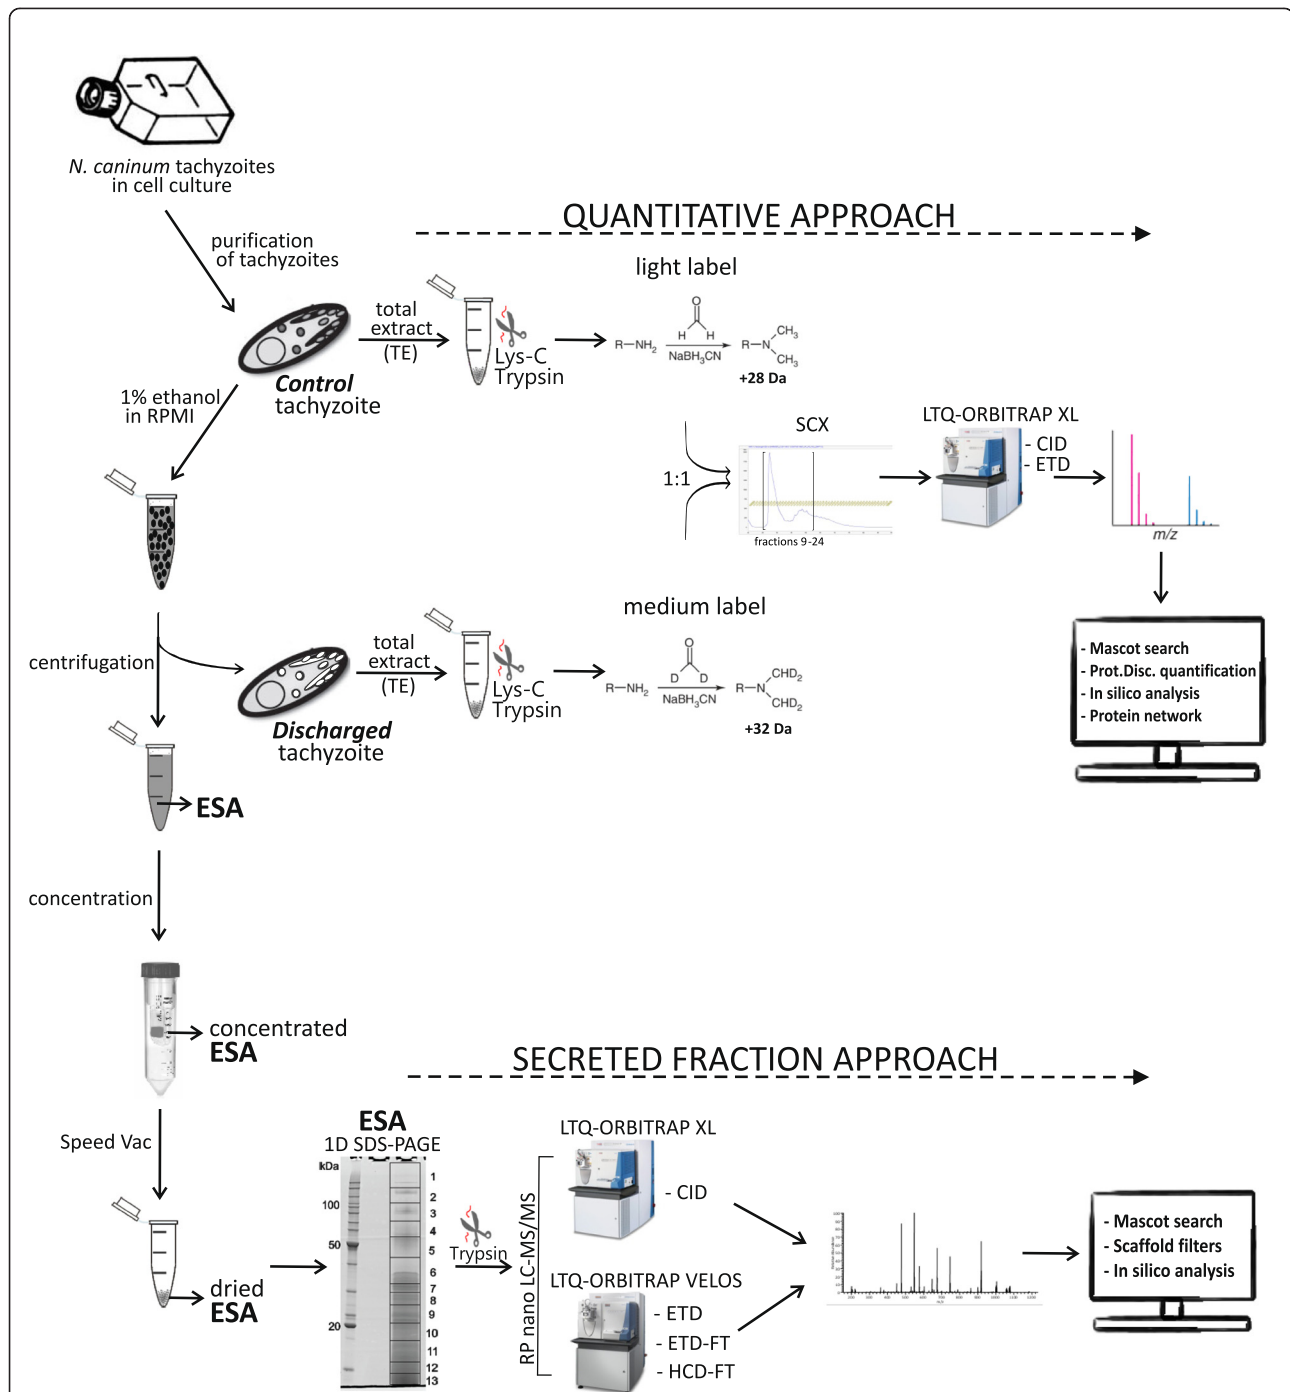 N. caninum tachyzoites
in cell culture
purification
of tachyzoites
QUANTITATIVE APPROACH
light label
total
extract
(TE)
Lys-C
Trypsin
O
H H
R–NH2
NaBH3CN
R–N
CH3
CH3
+28 Da
Control
tachyzoite
1% ethanol
in RPMI
1:1
SCX
fractions 9-24
LTQ-ORBITRAP XL
- CID
- ETD
m/z
- Mascot search
- Prot.Disc. quantification
- In silico analysis
- Protein network
centrifugation
medium label
total
extract
(TE)
Lys-C
Trypsin
O
D D
R–NH2
NaBH3CN
R–N
CHD2
CHD2
+32 Da
Discharged
tachyzoite
ESA
concentration
concentrated
ESA
SECRETED FRACTION APPROACH
Speed Vac
dried
ESA
ESA
1D SDS-PAGE
kDa
100
50
20
1
2
3
4
5
6
7
8
9
10
11
12
13
Trypsin
RP nano LC-MS/MS
LTQ-ORBITRAP XL
- CID
LTQ-ORBITRAP VELOS
- ETD
- ETD-FT
- HCD-FT
- Mascot search
- Scaffold filters
- In silico analysis